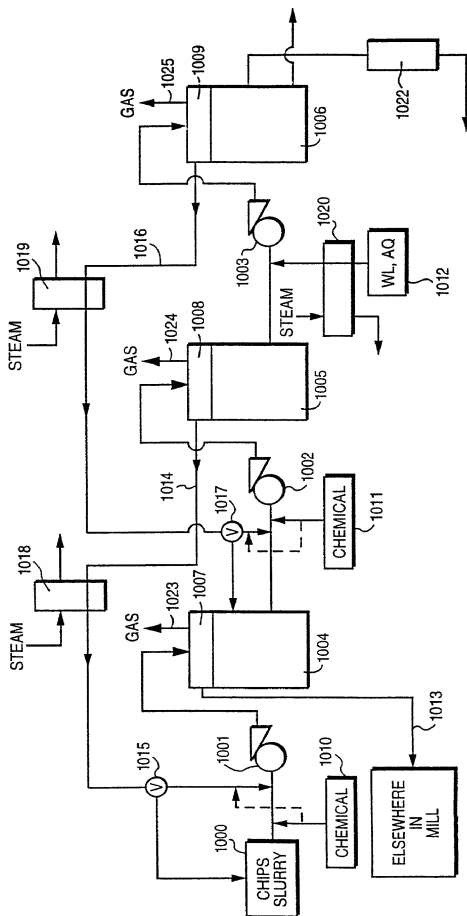 STEAM
1019
1016
GAS
1025
1009
1006
1003
1022
STEAM
1020
WL, AQ
1012
STEAM
1018
1014
GAS
1024
1008
1005
1002
V
1017
CHEMICAL
1011
V
1015
GAS
1023
1007
1004
1001
1000
CHIPS
SLURRY
CHEMICAL
1010
1013
ELSEWHERE
IN
MILL